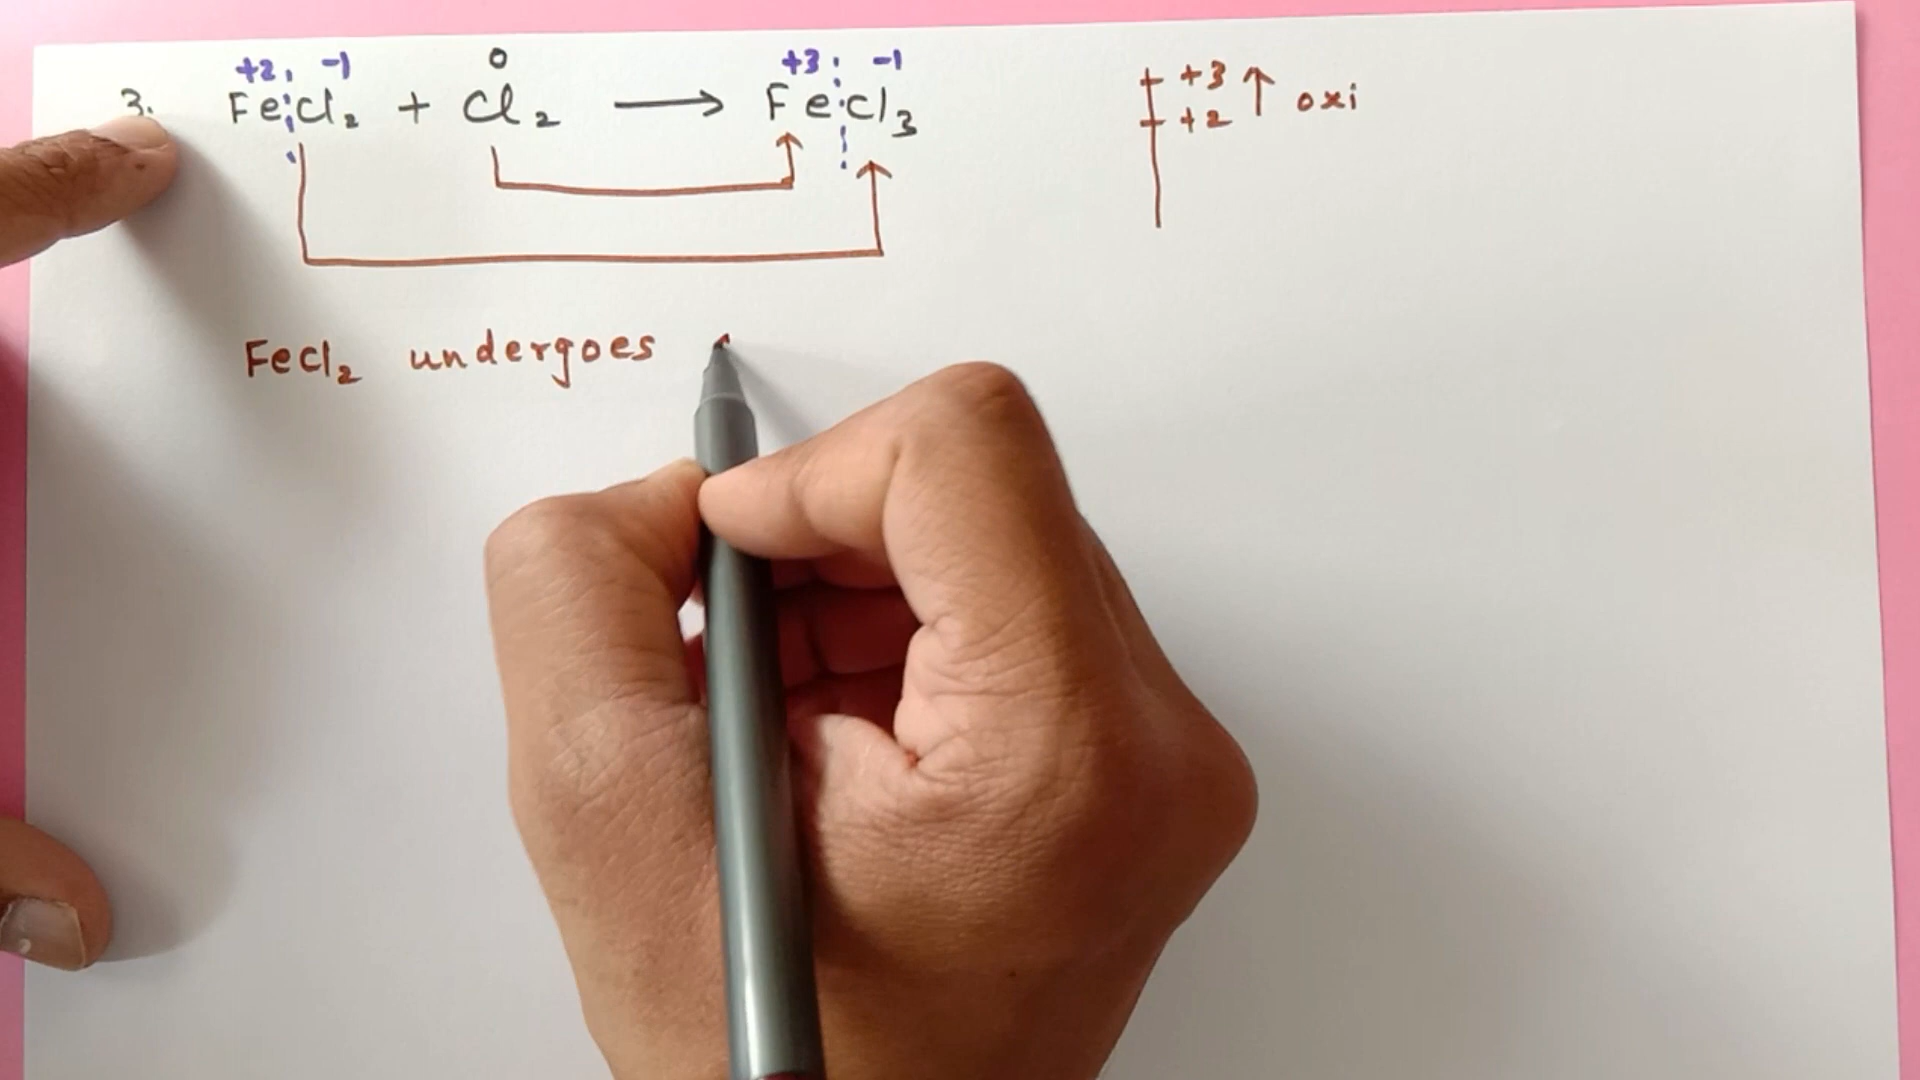 +2 -1 0 +3 -1
3. FeCl₂ + Cl₂ → FeCl₃
+3 ↑ oxi
+2
FeCl₂ undergoes